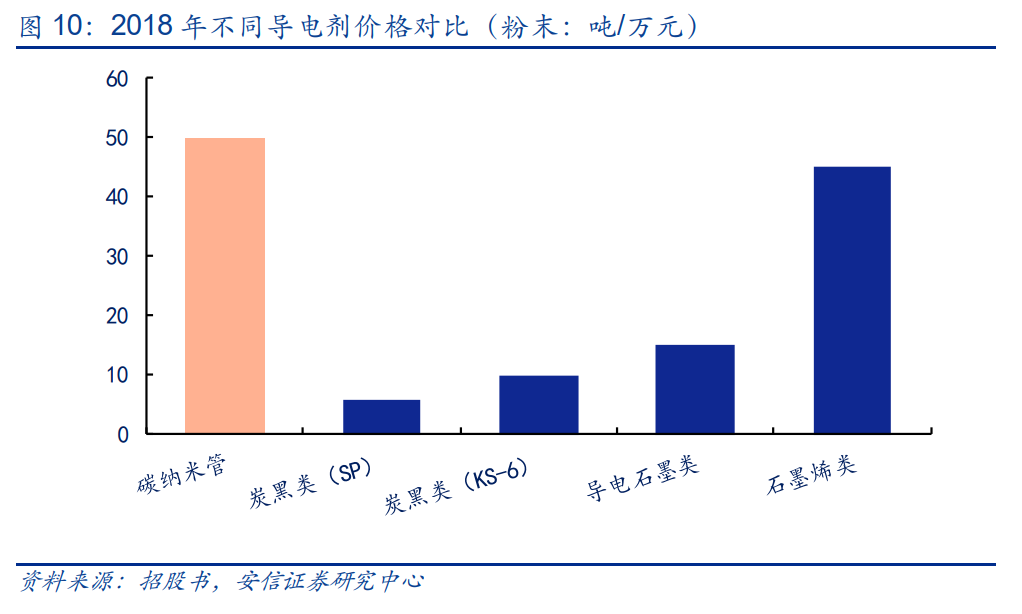 图 10：2018 年不同导电剂价格对比（粉末：吨/万元）
60
50
40
30
20
10
0
碳纳米管
炭黑类（SP）
炭黑类（KS-6）
导电石墨类
石墨烯类
资料来源：招股书，安信证券研究中心